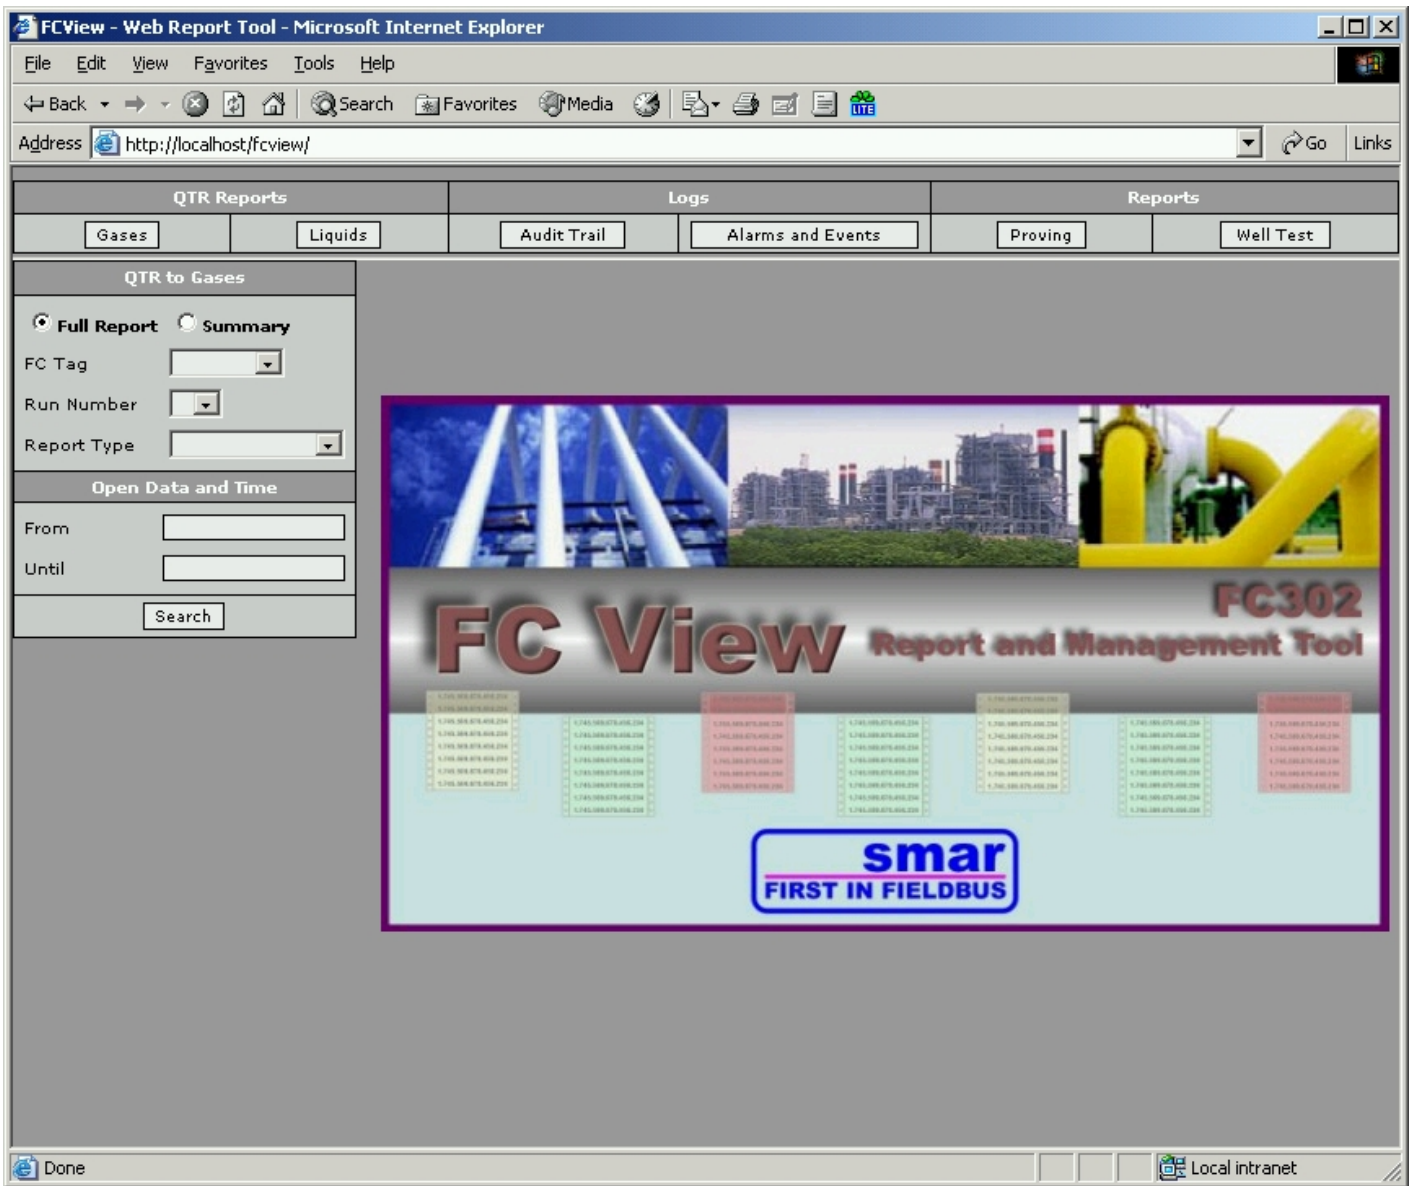 FCView - Web Report Tool - Microsoft Internet Explorer
File Edit View Favorites Tools Help
Back Search Favorites Media LITE
Address http://localhost/fcview/ Go Links
QTR Reports Logs Reports
Gases Liquids Audit Trail Alarms and Events Proving Well Test
QTR to Gases
Full Report Summary
FC Tag
Run Number
Report Type
Open Data and Time
From
Until
Search
FC View
FC302
Report and Management Tool
smar
FIRST IN FIELDBUS
Done Local intranet